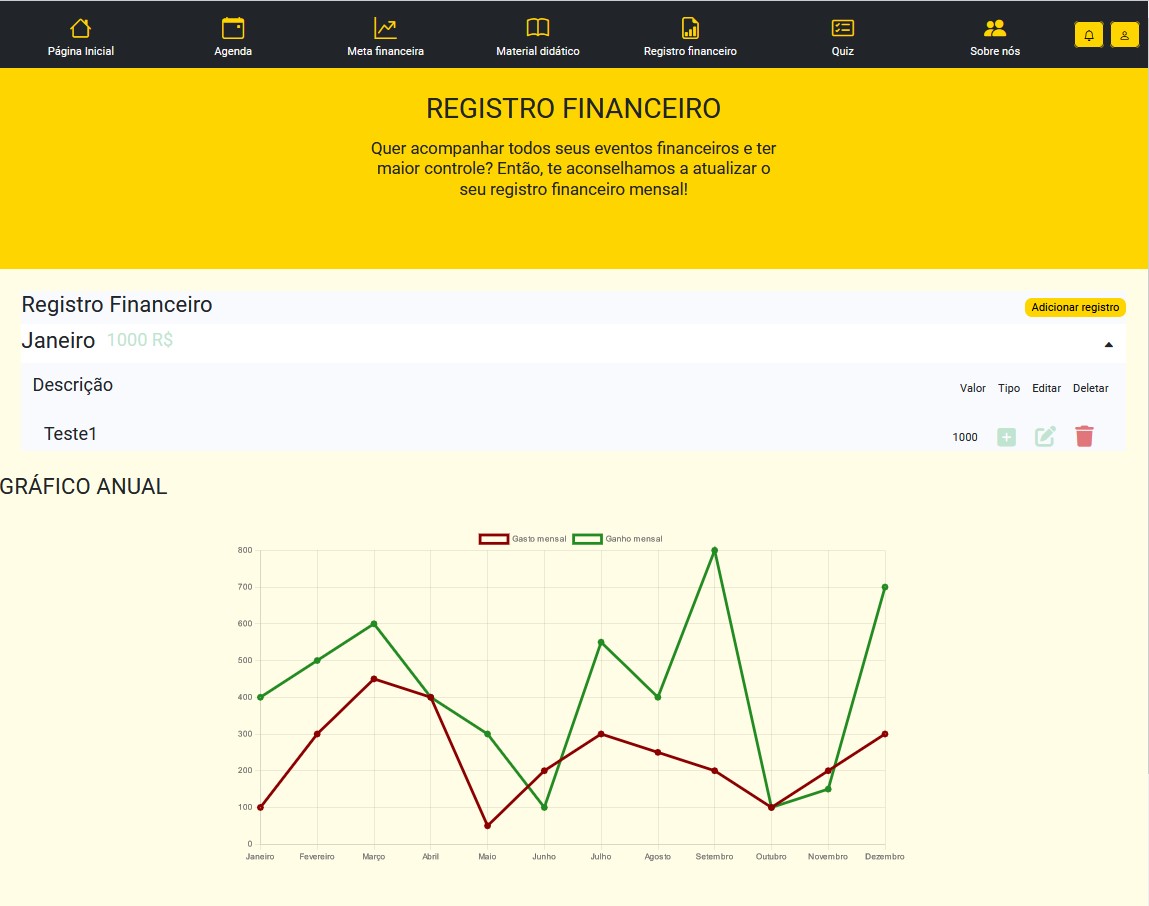 Página Inicial
Agenda
Meta financeira
Material didático
Registro financeiro
Quiz
Sobre nós
REGISTRO FINANCEIRO
Quer acompanhar todos seus eventos financeiros e ter
maior controle? Então, te aconselhamos a atualizar o
seu registro financeiro mensal!
Registro Financeiro
Adicionar registro
Janeiro 1000 R$
Descrição
Valor Tipo Editar Deletar
Teste1
1000
GRÁFICO ANUAL
Gasto mensal Ganho mensal
800
700
600
500
400
300
200
100
0
Janeiro Fevereiro Março Abril Maio Junho Julho Agosto Setembro Outubro Novembro Dezembro